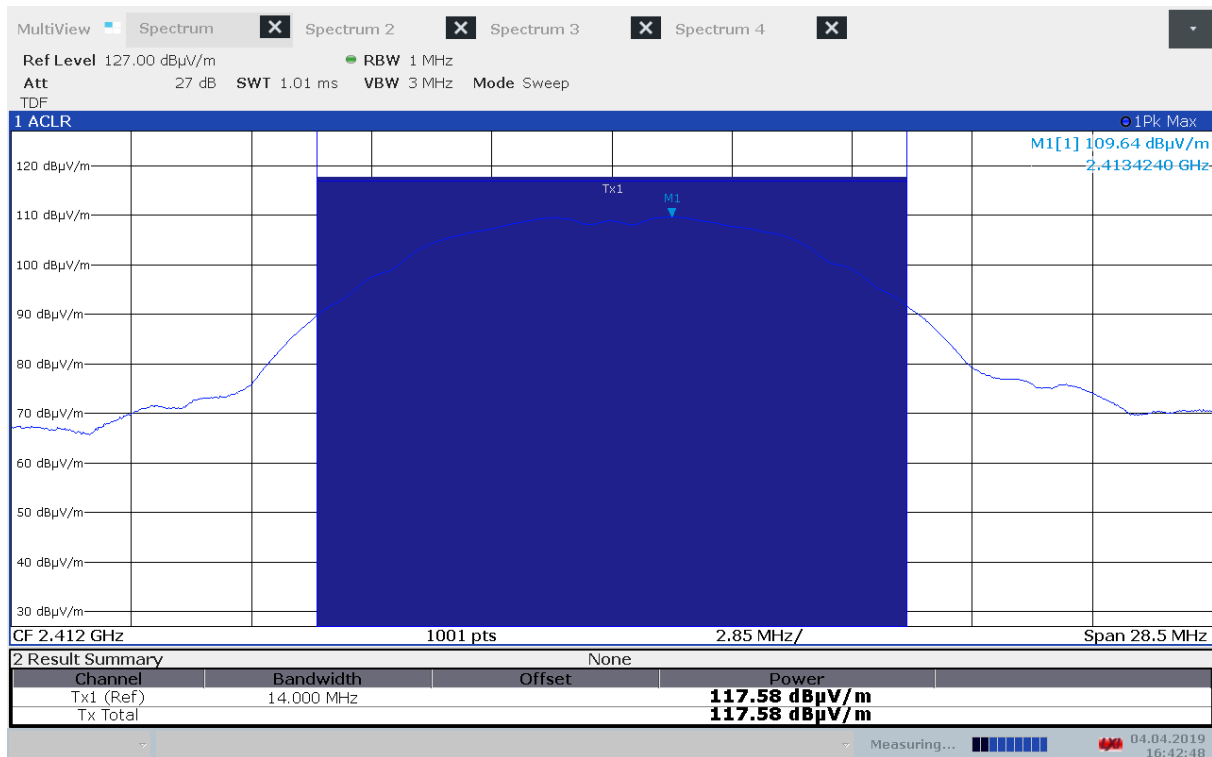 MultiView Spectrum Spectrum 2 Spectrum 3 Spectrum 4
Ref Level 127.00 dBµV/m RBW 1 MHz
Att 27 dB SWT 1.01 ms VBW 3 MHz Mode Sweep
TDF
1 ACLR 1Pk Max
M1[1] 109.64 dBµV/m
2.4134240 GHz
120 dBµV/m
Tx1
M1
110 dBµV/m
100 dBµV/m
90 dBµV/m
80 dBµV/m
70 dBµV/m
60 dBµV/m
50 dBµV/m
40 dBµV/m
30 dBµV/m
CF 2.412 GHz 1001 pts 2.85 MHz/ Span 28.5 MHz
2 Result Summary None
Channel Bandwidth Offset Power
Tx1 (Ref) 14.000 MHz 117.58 dBµV/m
Tx Total 117.58 dBµV/m
Measuring... 04.04.2019
16:42:48